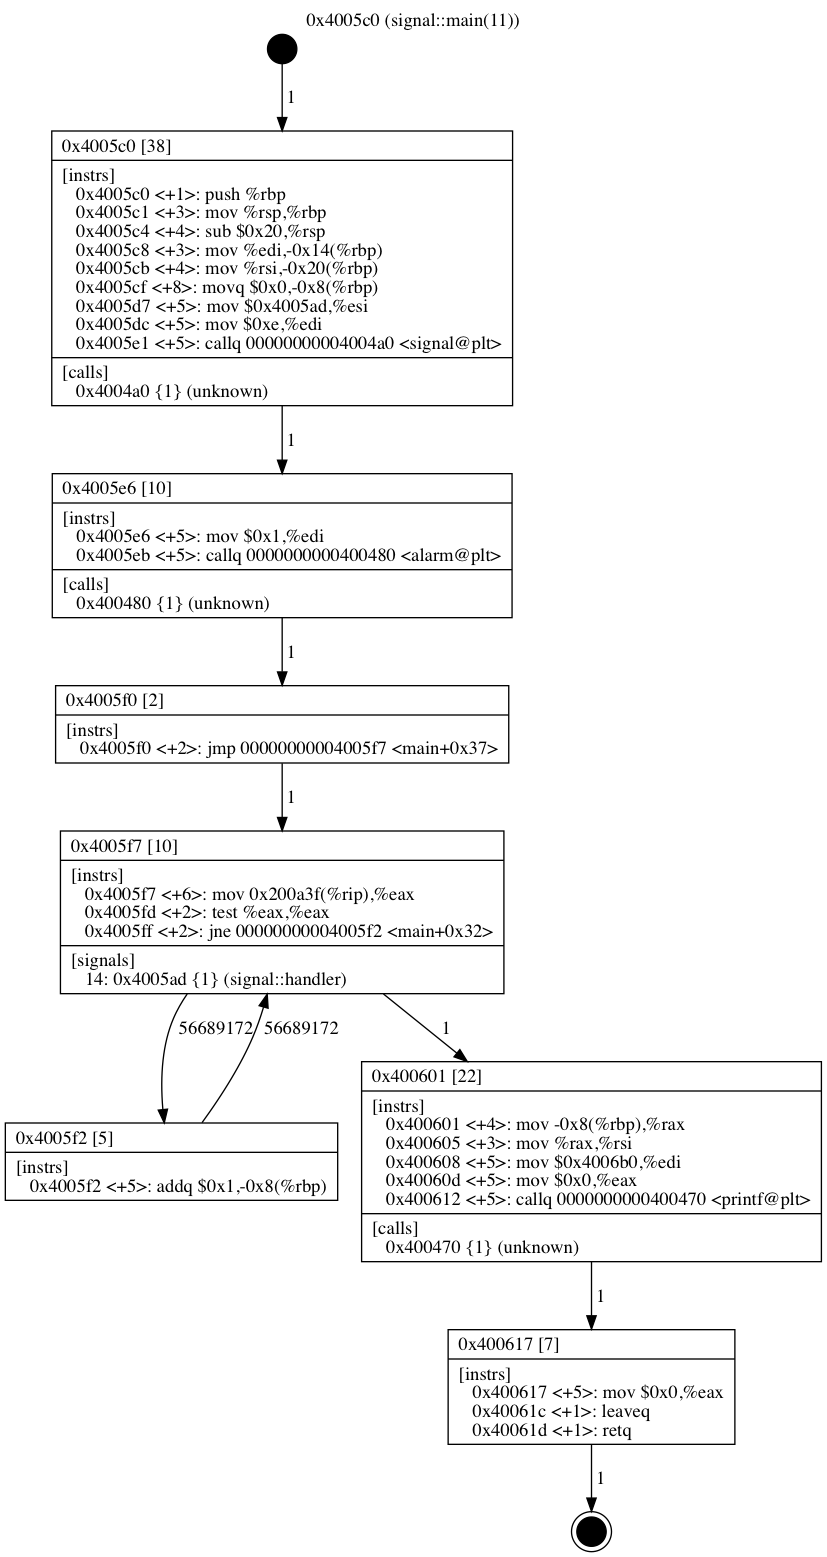 0x4005c0 (signal::main(11))
1
0x4005c0 [38]
[instrs]
0x4005c0 <+1>: push %rbp
0x4005c1 <+3>: mov %rsp,%rbp
0x4005c4 <+4>: sub $0x20,%rsp
0x4005c8 <+3>: mov %edi,-0x14(%rbp)
0x4005cb <+4>: mov %rsi,-0x20(%rbp)
0x4005cf <+8>: movq $0x0,-0x8(%rbp)
0x4005d7 <+5>: mov $0x4005ad,%esi
0x4005dc <+5>: mov $0xe,%edi
0x4005e1 <+5>: callq 00000000004004a0 <signal@plt>
[calls]
0x4004a0 {1} (unknown)
1
0x4005e6 [10]
[instrs]
0x4005e6 <+5>: mov $0x1,%edi
0x4005eb <+5>: callq 0000000000400480 <alarm@plt>
[calls]
0x400480 {1} (unknown)
1
0x4005f0 [2]
[instrs]
0x4005f0 <+2>: jmp 00000000004005f7 <main+0x37>
1
0x4005f7 [10]
[instrs]
0x4005f7 <+6>: mov 0x200a3f(%rip),%eax
0x4005fd <+2>: test %eax,%eax
0x4005ff <+2>: jne 00000000004005f2 <main+0x32>
[signals]
14: 0x4005ad {1} (signal::handler)
56689172 56689172 1
0x4005f2 [5]
[instrs]
0x4005f2 <+5>: addq $0x1,-0x8(%rbp)
0x400601 [22]
[instrs]
0x400601 <+4>: mov -0x8(%rbp),%rax
0x400605 <+3>: mov %rax,%rsi
0x400608 <+5>: mov $0x4006b0,%edi
0x40060d <+5>: mov $0x0,%eax
0x400612 <+5>: callq 0000000000400470 <printf@plt>
[calls]
0x400470 {1} (unknown)
1
0x400617 [7]
[instrs]
0x400617 <+5>: mov $0x0,%eax
0x40061c <+1>: leaveq
0x40061d <+1>: retq
1